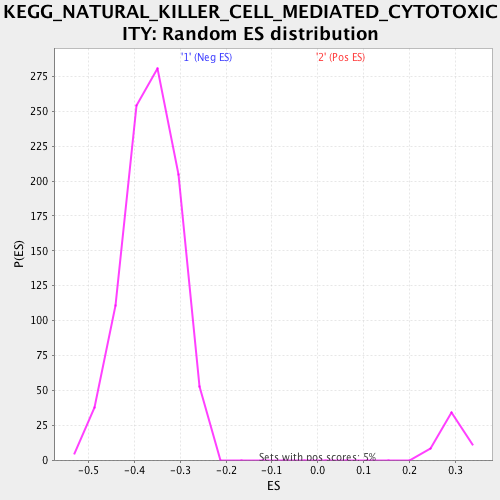 KEGG_NATURAL_KILLER_CELL_MEDIATED_CYTOTOXIC
ITY: Random ES distribution
'1' (Neg ES) '2' (Pos ES)
275
250
225
200
175
150
125
100
75
50
25
0
P(ES)
Sets with pos scores: 5%
-0.5 -0.4 -0.3 -0.2 -0.1 0.0 0.1 0.2 0.3
ES